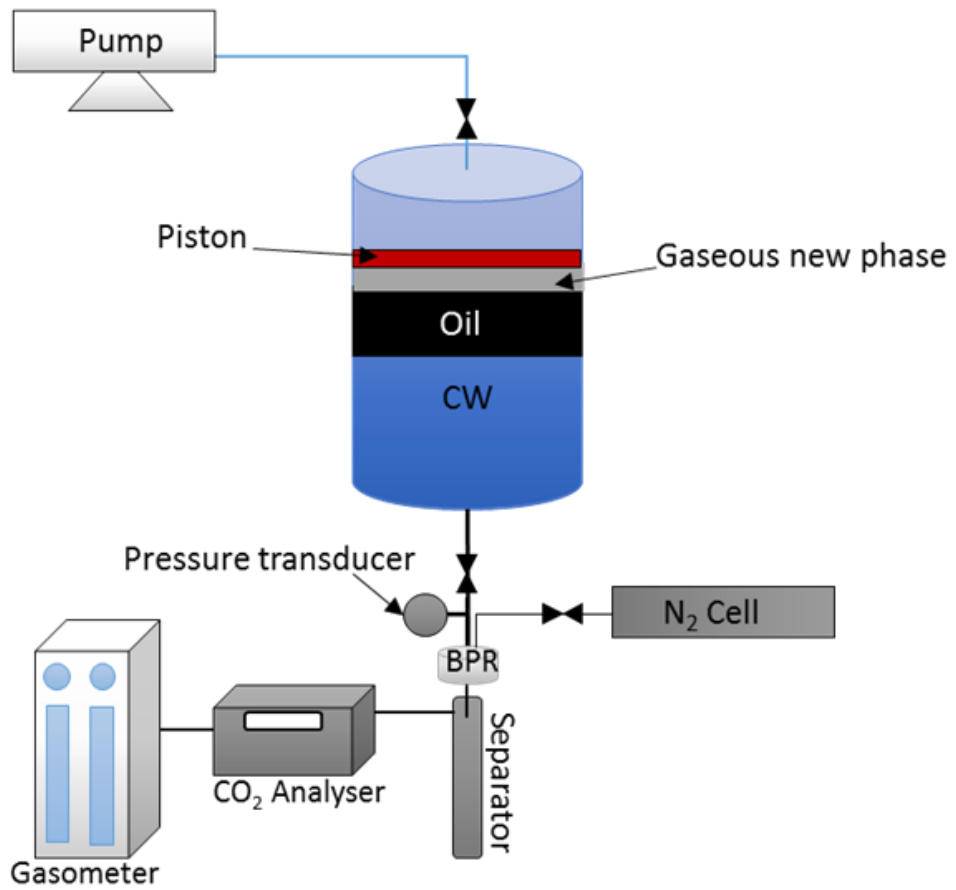 Pump
Piston
Gaseous new phase
Oil
CW
Pressure transducer
N₂ Cell
BPR
Separator
CO₂ Analyser
Gasometer